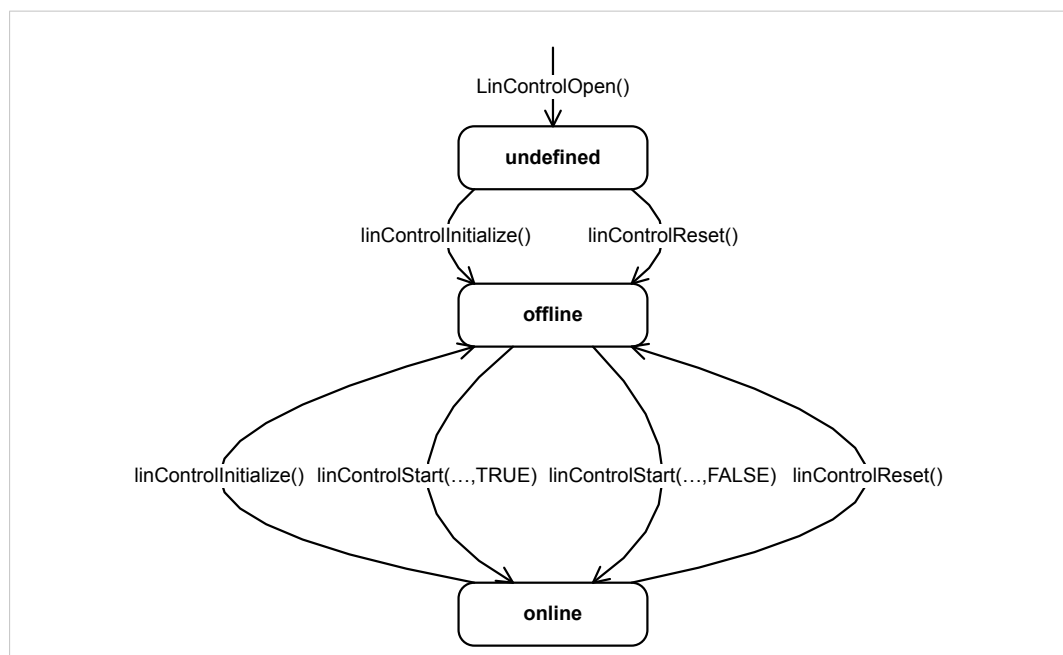 LinControlOpen()
undefined
linControlInitialize() linControlReset()
offline
linControlInitialize() linControlStart(…,TRUE) linControlStart(…,FALSE) linControlReset()
online